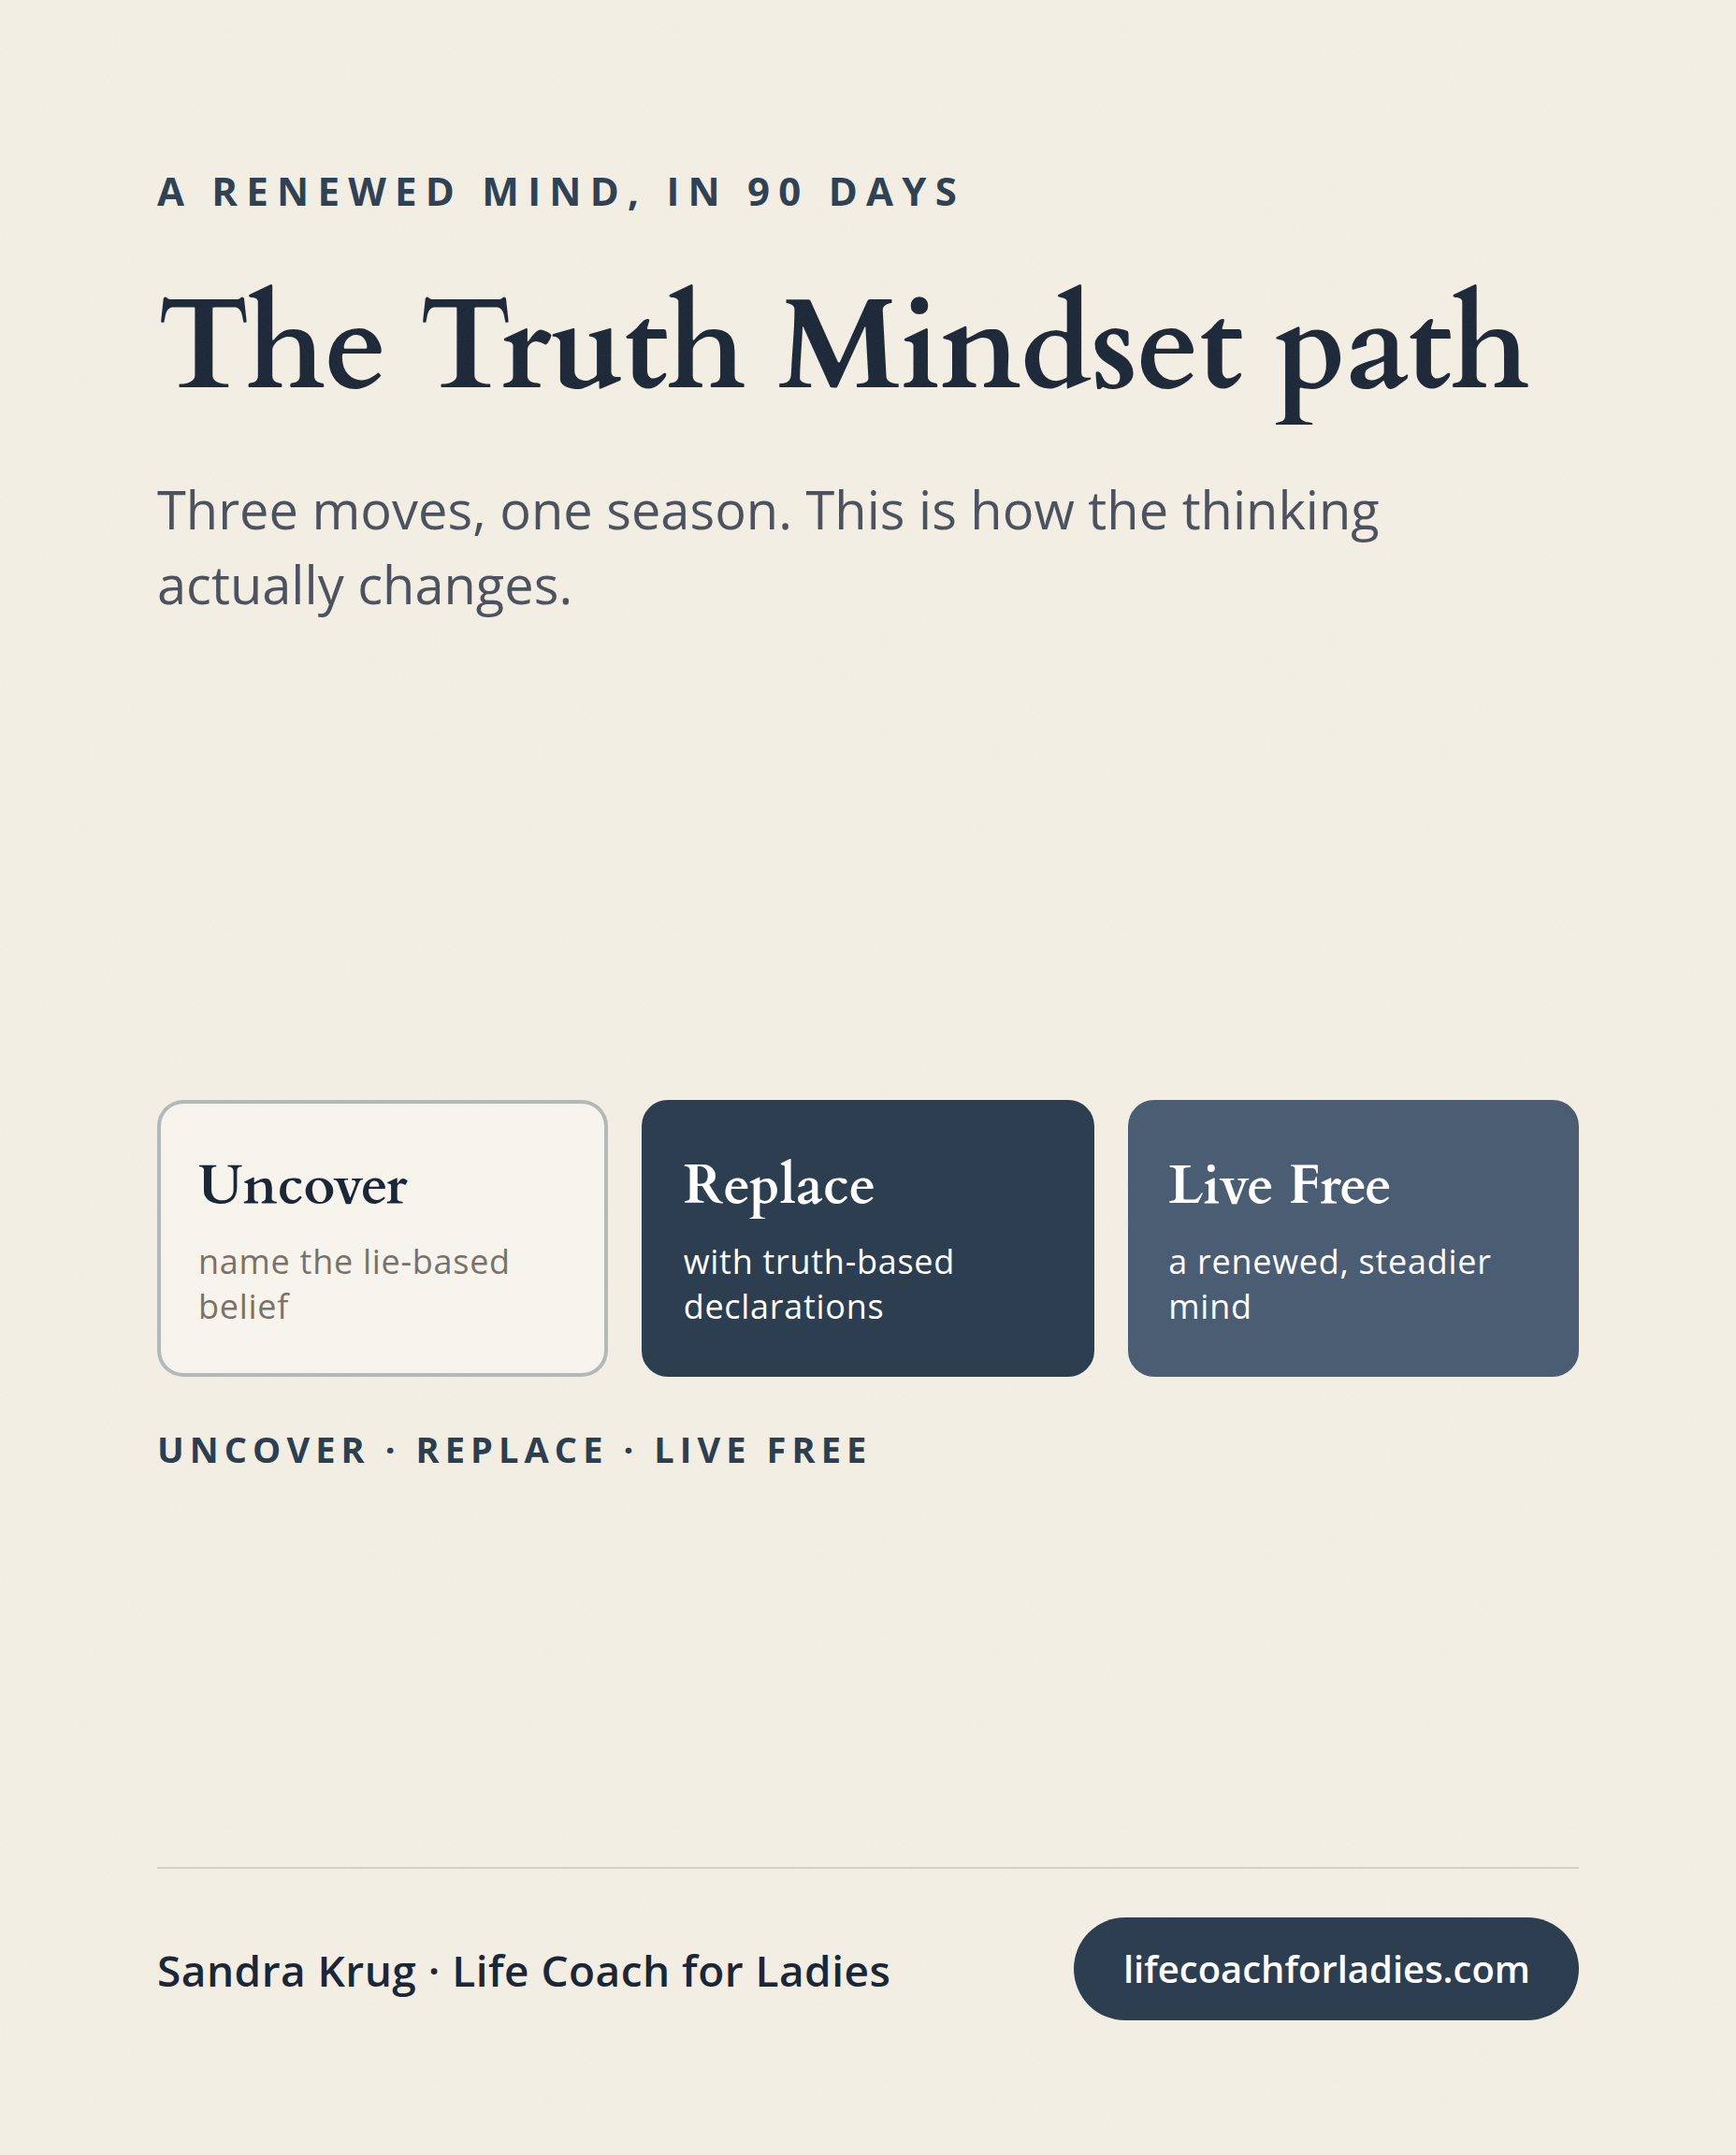 A RENEWED MIND, IN 90 DAYS
The Truth Mindset path
Three moves, one season. This is how the thinking
actually changes.
Uncover
name the lie-based
belief
Replace
with truth-based
declarations
Live Free
a renewed, steadier
mind
UNCOVER · REPLACE · LIVE FREE
Sandra Krug · Life Coach for Ladies
lifecoachforladies.com